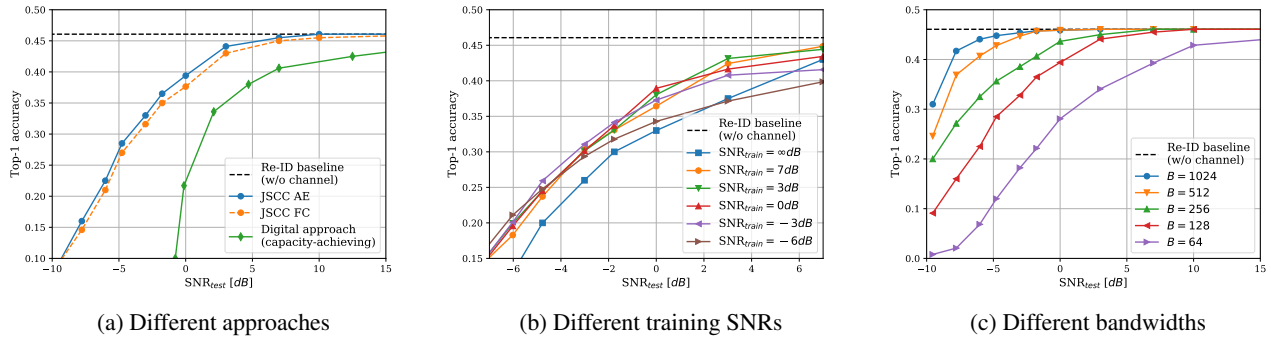 0.50
0.45
0.40
0.35
0.30
0.25
0.20
0.15
0.10
Top-1 accuracy
Re-ID baseline
(w/o channel)
JSCC AE
JSCC FC
Digital approach
(capacity-achieving)
−10 −5 0 5 10 15
SNR_test [dB]
(a) Different approaches
0.50
0.45
0.40
0.35
0.30
0.25
0.20
0.15
Top-1 accuracy
Re-ID baseline
(w/o channel)
SNR_train = ∞dB
SNR_train = 7dB
SNR_train = 3dB
SNR_train = 0dB
SNR_train = −3dB
SNR_train = −6dB
−6 −4 −2 0 2 4 6
SNR_test [dB]
(b) Different training SNRs
0.5
0.4
0.3
0.2
0.1
0.0
Top-1 accuracy
Re-ID baseline
(w/o channel)
B = 1024
B = 512
B = 256
B = 128
B = 64
−10 −5 0 5 10 15
SNR_test [dB]
(c) Different bandwidths